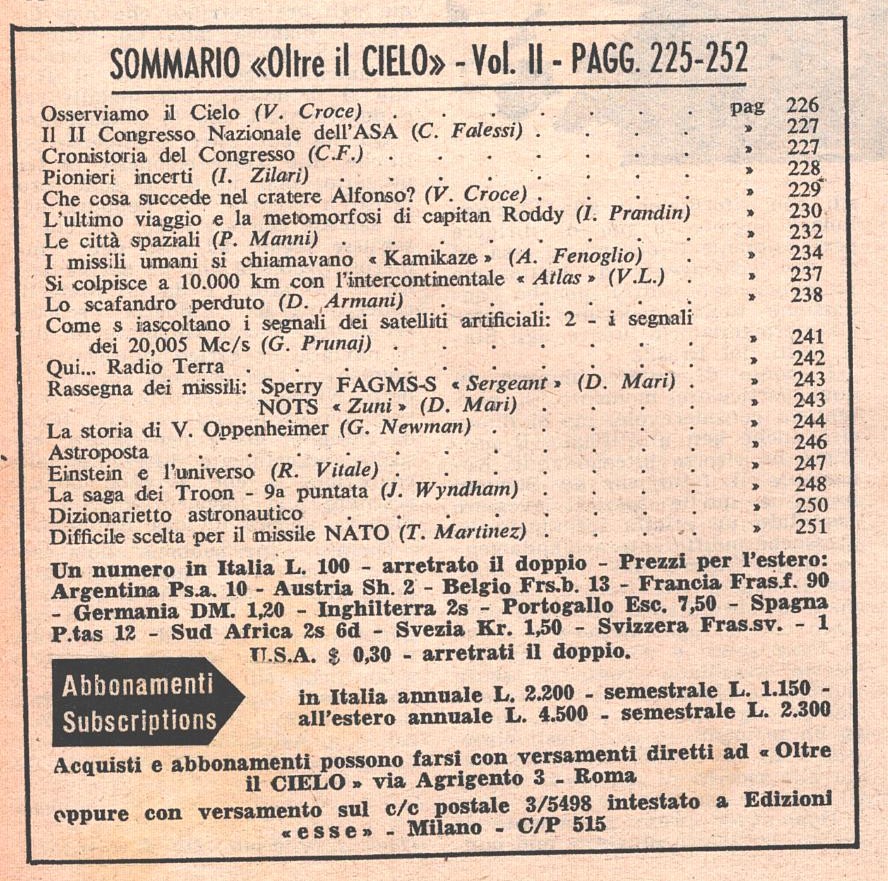 SOMMARIO «Oltre il CIELO» - Vol. II - PAGG. 225-252
Osserviamo il Cielo (V. Croce) . . . . . . . . pag 226
Il II Congresso Nazionale dell'ASA (C. Falessi) . . . . . » 227
Cronistoria del Congresso (C.F.) . . . . . . . . » 227
Pionieri incerti (I. Zilari) . . . . . . . . . » 228
Che cosa succede nel cratere Alfonso? (V. Croce) . . . . . » 229
L'ultimo viaggio e la metomorfosi di capitan Roddy (I. Prandin) » 230
Le città spaziali (P. Manni) . . . . . . . . . » 232
I missili umani si chiamavano « Kamikaze » (A. Fenoglio) . . » 234
Si colpisce a 10.000 km con l'intercontinentale « Atlas » (V.L.) . » 237
Lo scafandro perduto (D. Armani) . . . . . . . » 238
Come s iascoltano i segnali dei satelliti artificiali: 2 - i segnali
dei 20,005 Mc/s (G. Prunaj) . . . . . . . . » 241
Qui... Radio Terra . . . . . . . . . . . » 242
Rassegna dei missili: Sperry FAGMS-S « Sergeant » (D. Mari) . » 243
NOTS « Zuni » (D. Mari) . . . . » 243
La storia di V. Oppenheimer (G. Newman) . . . . . . » 244
Astroposta . . . . . . . . . . . . » 246
Einstein e l'universo (R. Vitale) . . . . . . . . » 247
La saga dei Troon - 9a puntata (J. Wyndham) . . . . . » 248
Dizionarietto astronautico . . . . . . . . . » 250
Difficile scelta per il missile NATO (T. Martinez) . . . . . » 251
Un numero in Italia L. 100 - arretrato il doppio - Prezzi per l'estero:
Argentina Ps.a. 10 - Austria Sh. 2 - Belgio Frs.b. 13 - Francia Fras.f. 90
- Germania DM. 1,20 - Inghilterra 2s - Portogallo Esc. 7,50 - Spagna
P.tas 12 - Sud Africa 2s 6d - Svezia Kr. 1,50 - Svizzera Fras.sv. - 1
U.S.A. $ 0,30 - arretrati il doppio.
Abbonamenti
Subscriptions
in Italia annuale L. 2.200 - semestrale L. 1.150 -
all'estero annuale L. 4.500 - semestrale L. 2.300
Acquisti e abbonamenti possono farsi con versamenti diretti ad « Oltre
il CIELO » via Agrigento 3 - Roma
oppure con versamento sul c/c postale 3/5498 intestato a Edizioni
« esse » - Milano - C/P 515